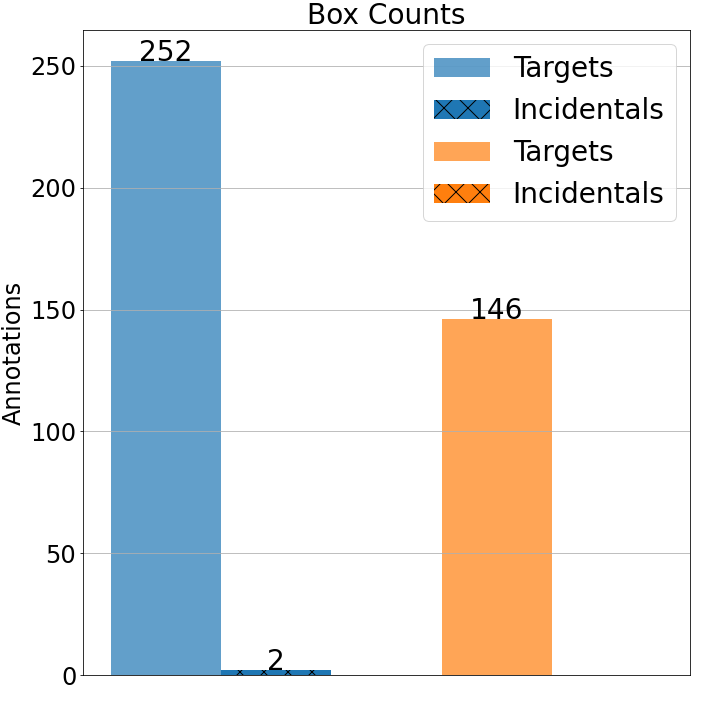 Box Counts
252
250
Targets
Incidentals
Targets
Incidentals
200
150
146
Annotations
100
50
2
0